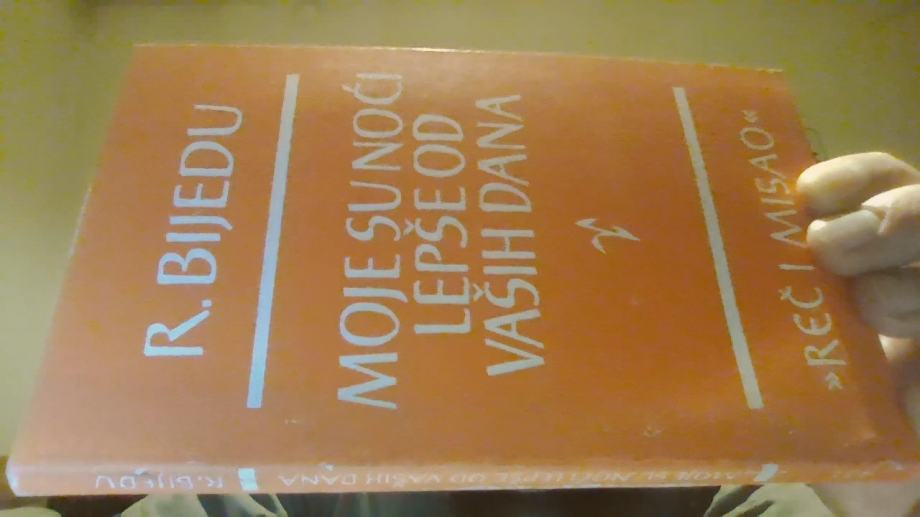 R. BIJEDU
MOJE SU NOĆI
LEPŠE OD
VAŠIH DANA
»REČ I MISAO«
R. BIJEDU
MOJE SU NOĆI LEPŠE OD VAŠIH DANA